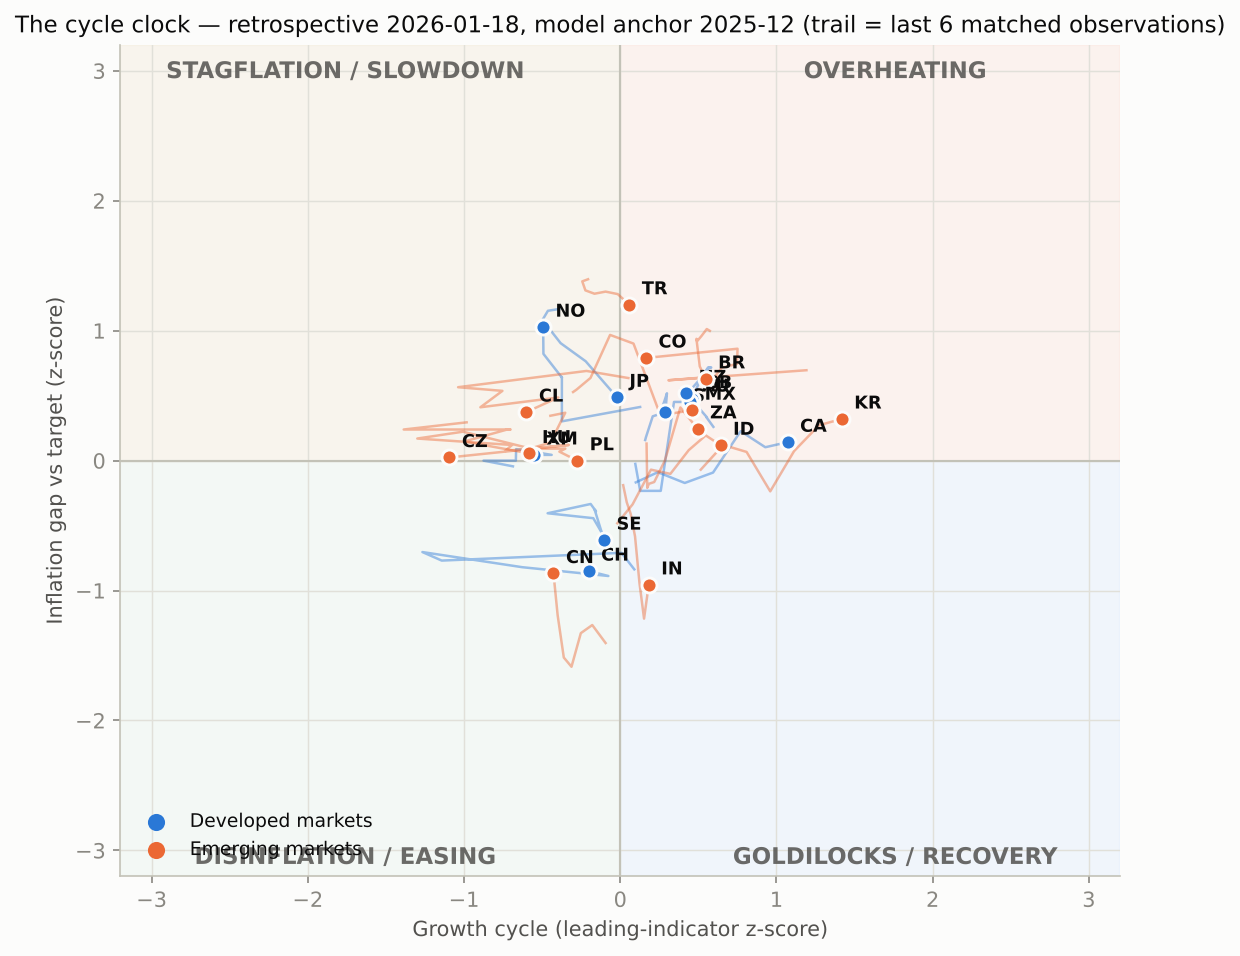 The cycle clock — retrospective 2026-01-18, model anchor 2025-12 (trail = last 6 matched observations)
STAGFLATION / SLOWDOWN
OVERHEATING
3
2
1
0
−1
−2
−3
Inflation gap vs target (z-score)
TR
NO
CO
BR
JP
MX
CL
KR
ZA
CA
ID
CZ
XM
PL
SE
CN
CH
IN
Developed markets
Emerging markets
DISINFLATION / EASING
GOLDILOCKS / RECOVERY
−3
−2
−1
0
1
2
3
Growth cycle (leading-indicator z-score)